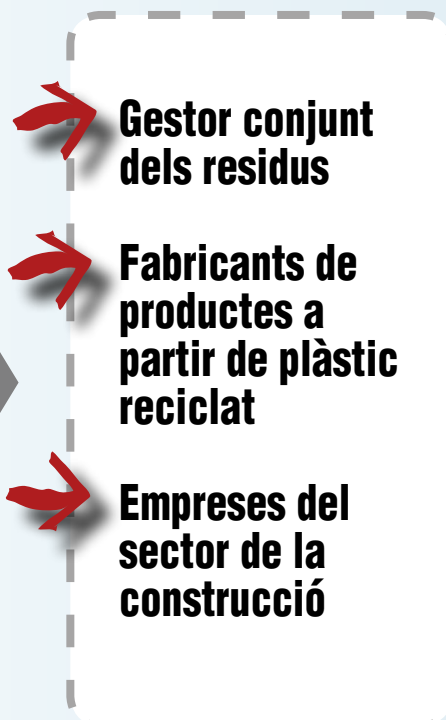 Gestor conjunt
dels residus
Fabricants de
productes a
partir de plàstic
reciclat
Empreses del
sector de la
construcció